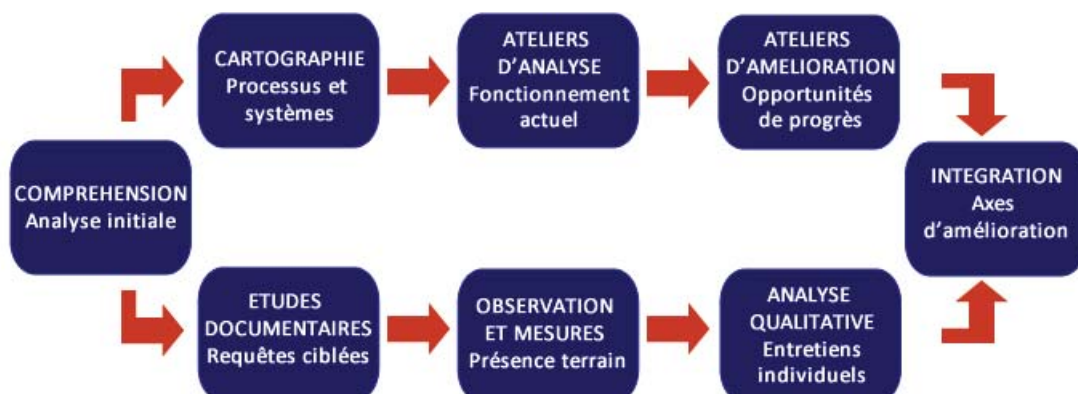 COMPREHENSION
Analyse initiale
CARTOGRAPHIE
Processus et
systèmes
ATELIERS
D'ANALYSE
Fonctionnement
actuel
ATELIERS
D'AMELIORATION
Opportunités
de progrès
ETUDES
DOCUMENTAIRES
Requêtes ciblées
OBSERVATION
ET MESURES
Présence terrain
ANALYSE
QUALITATIVE
Entretiens
individuels
INTEGRATION
Axes
d'amélioration